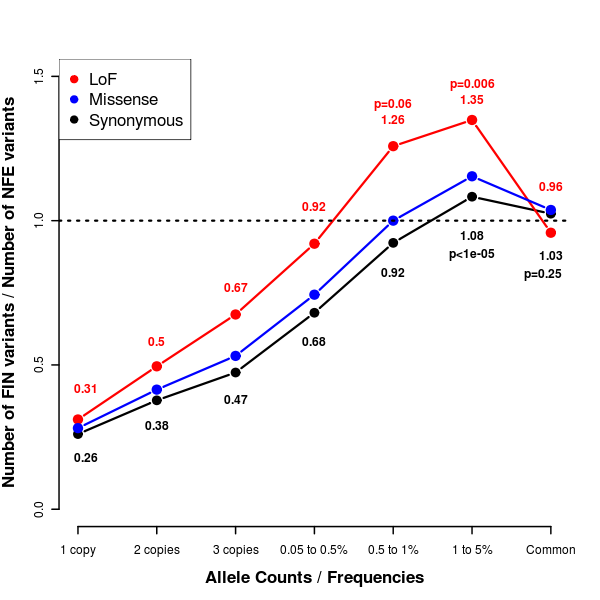 LoF
Missense
Synonymous
Number of FIN variants / Number of NFE variants
1.5
1.0
0.5
0.0
p=0.006
1.35
p=0.06
1.26
0.96
0.92
0.67
0.5
0.31
1.08
p<1e-05
1.03
p=0.25
0.92
0.68
0.47
0.38
0.26
1 copy
2 copies
3 copies
0.05 to 0.5%
0.5 to 1%
1 to 5%
Common
Allele Counts / Frequencies